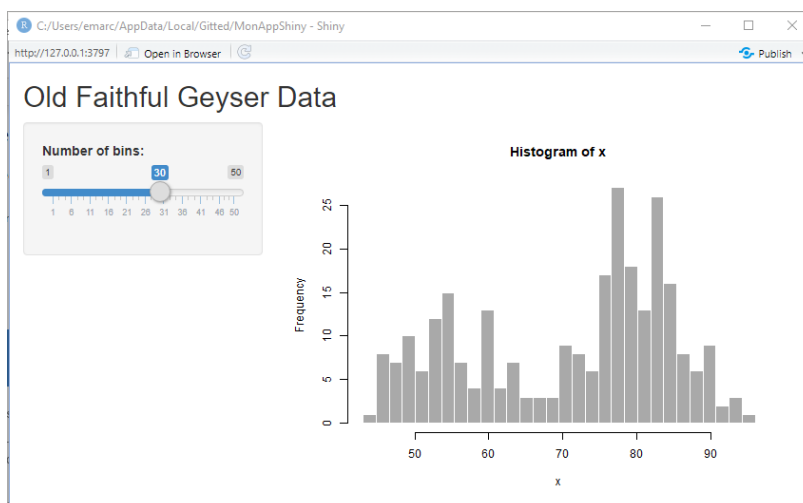 C:/Users/emarc/AppData/Local/Gitted/MonAppShiny - Shiny
http://127.0.0.1:3797 Open in Browser Publish
Old Faithful Geyser Data
Number of bins:
1 30 50
1 6 11 16 21 26 31 36 41 46 50
Histogram of x
Frequency
0 5 10 15 20 25
50 60 70 80 90
x